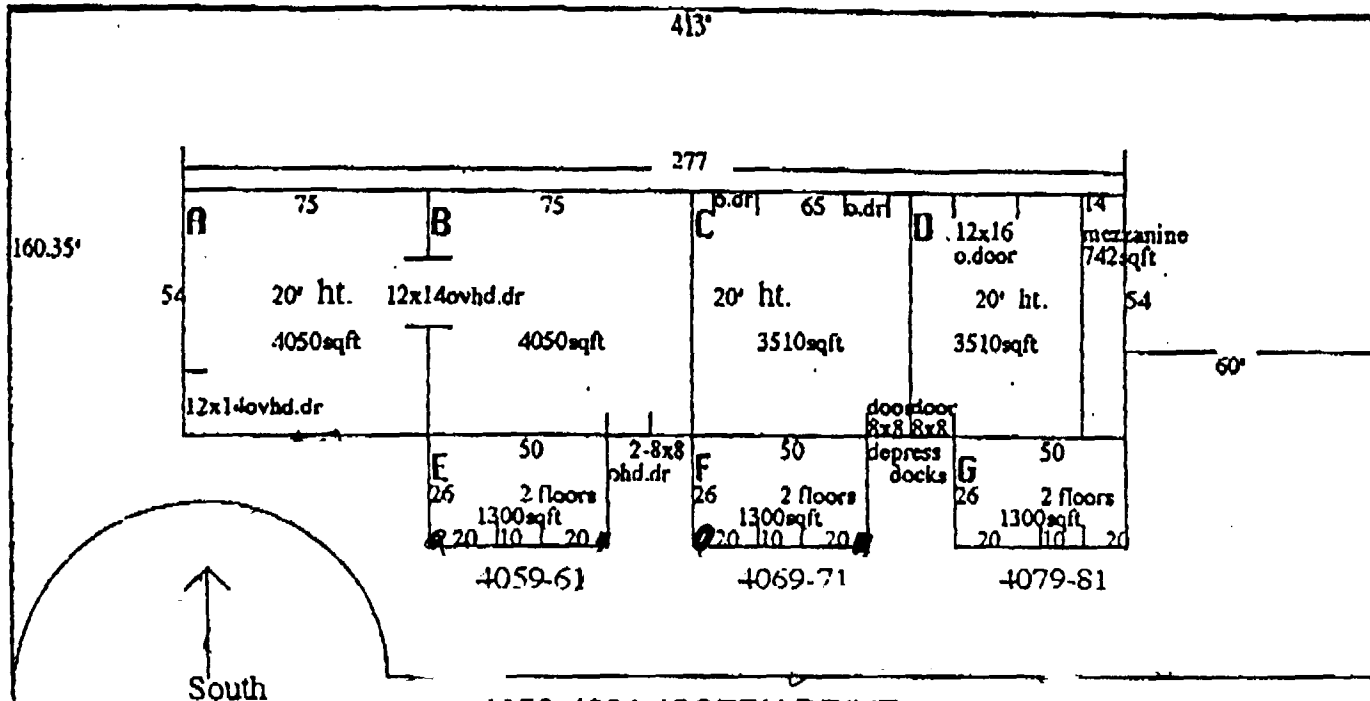 413'
277
75
75
o.dr
65
o.dr
14
A
B
C
D
12x16
o.door
mezzanine
742sqft
160.35'
54
20' ht.
12x14ovhd.dr
20' ht.
20' ht.
54
4050sqft
4050sqft
3510sqft
3510sqft
60'
12x14ovhd.dr
door door
8x8 8x8
depress
docks
50
2-8x8
ohd.dr
50
50
E
F
G
26
2 floors
26
2 floors
26
2 floors
1300sqft
1300sqft
1300sqft
20 10 20
20 10 20
20 10 20
4059-61
4069-71
4079-81
South